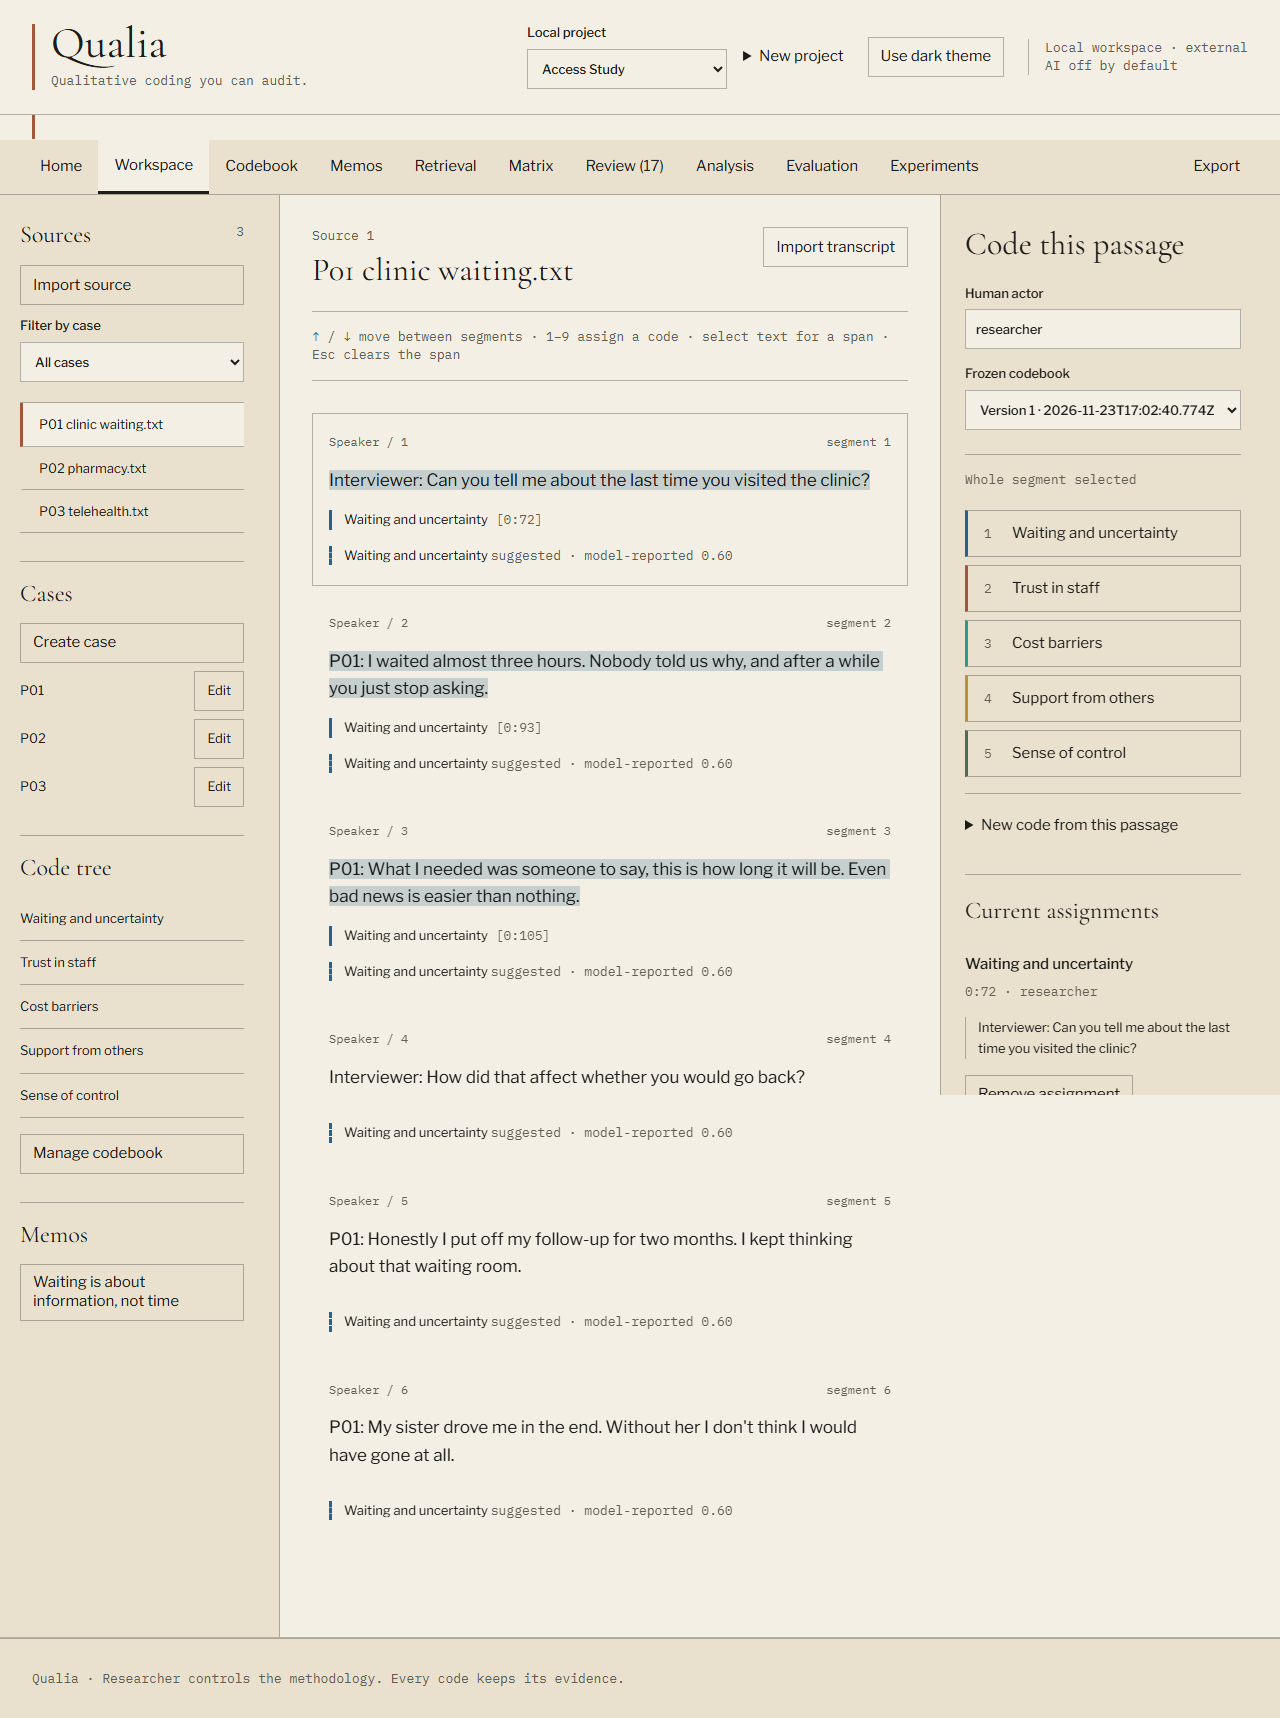 Qualia
Qualitative coding you can audit.
Local project
Access Study
New project
Use dark theme
Local workspace · external
AI off by default
Home
Workspace
Codebook
Memos
Retrieval
Matrix
Review (17)
Analysis
Evaluation
Experiments
Export
Sources
3
Import source
Filter by case
All cases
P01 clinic waiting.txt
P02 pharmacy.txt
P03 telehealth.txt
Cases
Create case
P01
Edit
P02
Edit
P03
Edit
Code tree
Waiting and uncertainty
Trust in staff
Cost barriers
Support from others
Sense of control
Manage codebook
Memos
Waiting is about
information, not time
Source 1
P01 clinic waiting.txt
Import transcript
↑ / ↓ move between segments · 1–9 assign a code · select text for a span ·
Esc clears the span
Speaker / 1
segment 1
Interviewer: Can you tell me about the last time you visited the clinic?
Waiting and uncertainty [0:72]
Waiting and uncertainty suggested · model-reported 0.60
Speaker / 2
segment 2
P01: I waited almost three hours. Nobody told us why, and after a while
you just stop asking.
Waiting and uncertainty [0:93]
Waiting and uncertainty suggested · model-reported 0.60
Speaker / 3
segment 3
P01: What I needed was someone to say, this is how long it will be. Even
bad news is easier than nothing.
Waiting and uncertainty [0:105]
Waiting and uncertainty suggested · model-reported 0.60
Speaker / 4
segment 4
Interviewer: How did that affect whether you would go back?
Waiting and uncertainty suggested · model-reported 0.60
Speaker / 5
segment 5
P01: Honestly I put off my follow-up for two months. I kept thinking
about that waiting room.
Waiting and uncertainty suggested · model-reported 0.60
Speaker / 6
segment 6
P01: My sister drove me in the end. Without her I don't think I would
have gone at all.
Waiting and uncertainty suggested · model-reported 0.60
Code this passage
Human actor
researcher
Frozen codebook
Version 1 · 2026-11-23T17:02:40.774Z
Whole segment selected
1 Waiting and uncertainty
2 Trust in staff
3 Cost barriers
4 Support from others
5 Sense of control
New code from this passage
Current assignments
Waiting and uncertainty
0:72 · researcher
Interviewer: Can you tell me about the last
time you visited the clinic?
Remove assignment
Qualia · Researcher controls the methodology. Every code keeps its evidence.